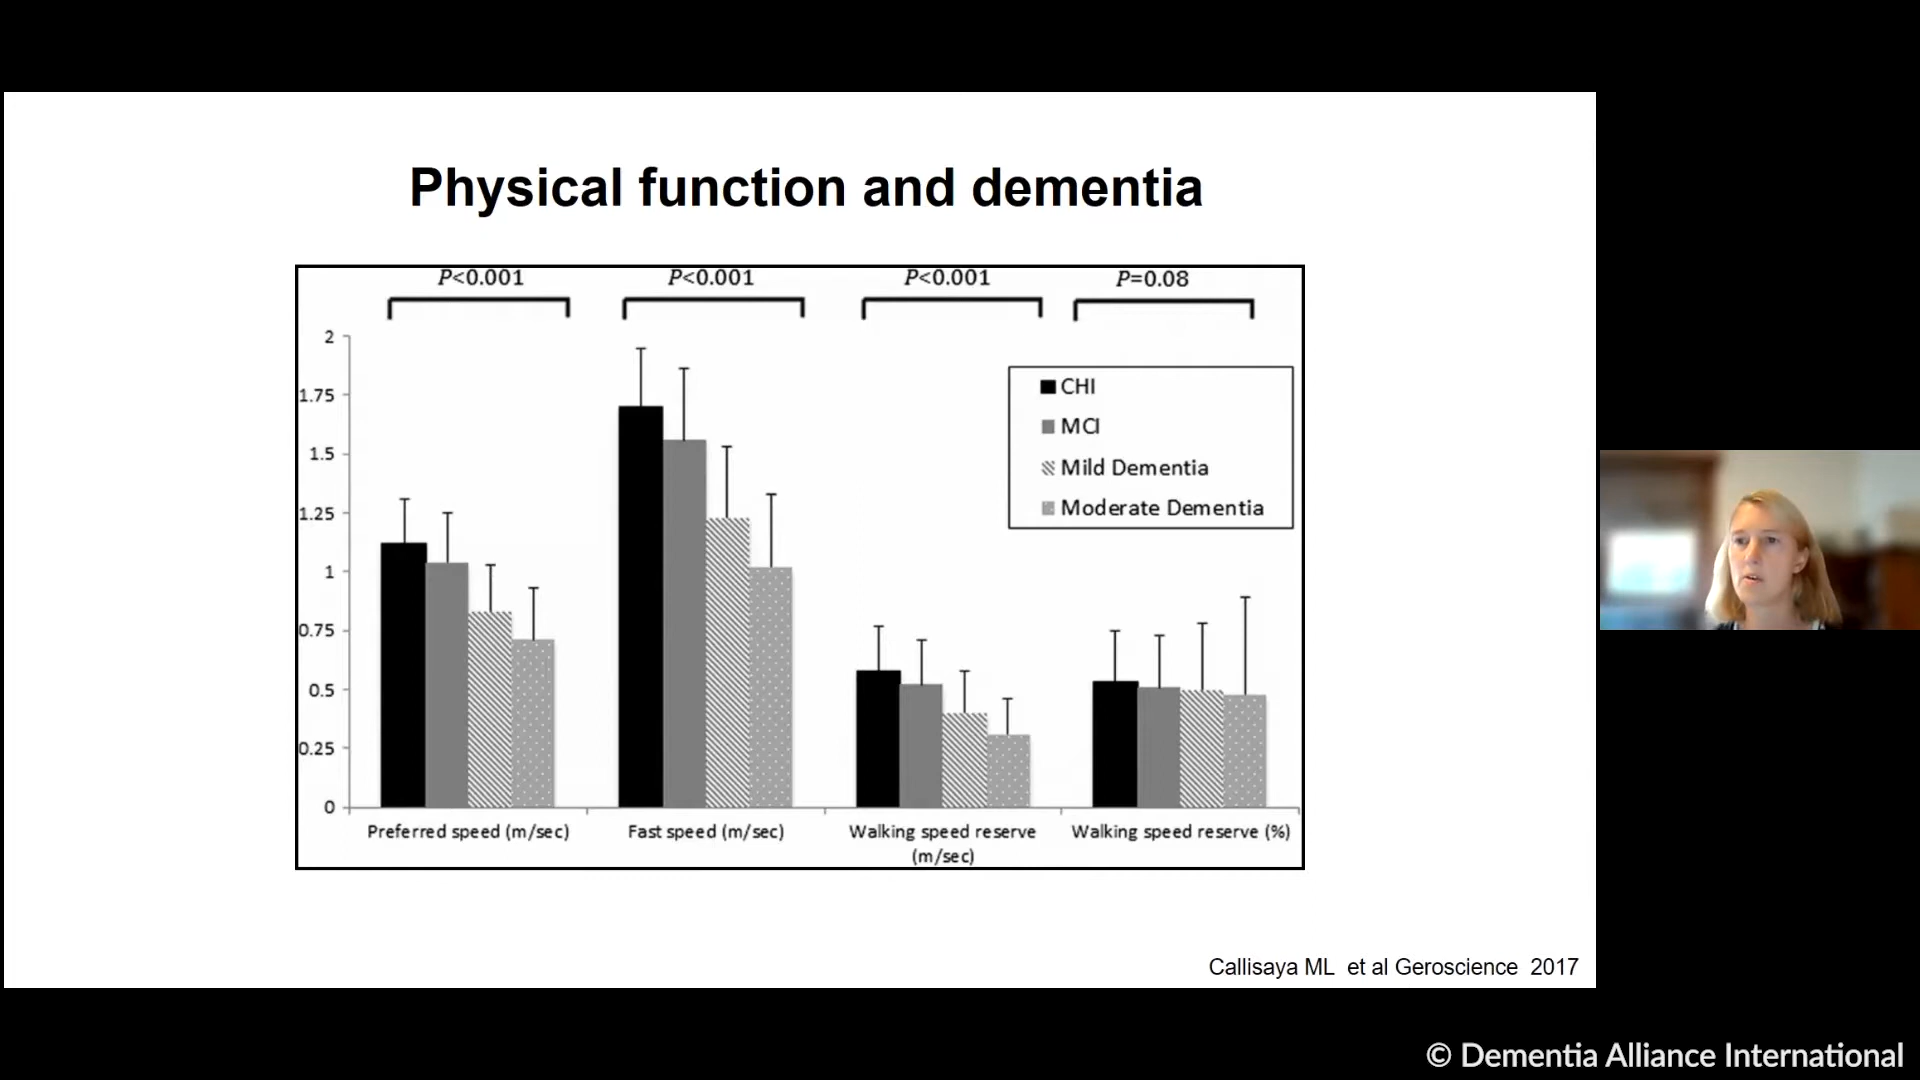 Physical function and dementia
P<0.001 P<0.001 P<0.001 P=0.08
2
1.75
1.5
1.25
1
0.75
0.5
0.25
0
CHI
MCI
Mild Dementia
Moderate Dementia
Preferred speed (m/sec) Fast speed (m/sec) Walking speed reserve Walking speed reserve (%)
(m/sec)
Callisaya ML et al Geroscience 2017
© Dementia Alliance International